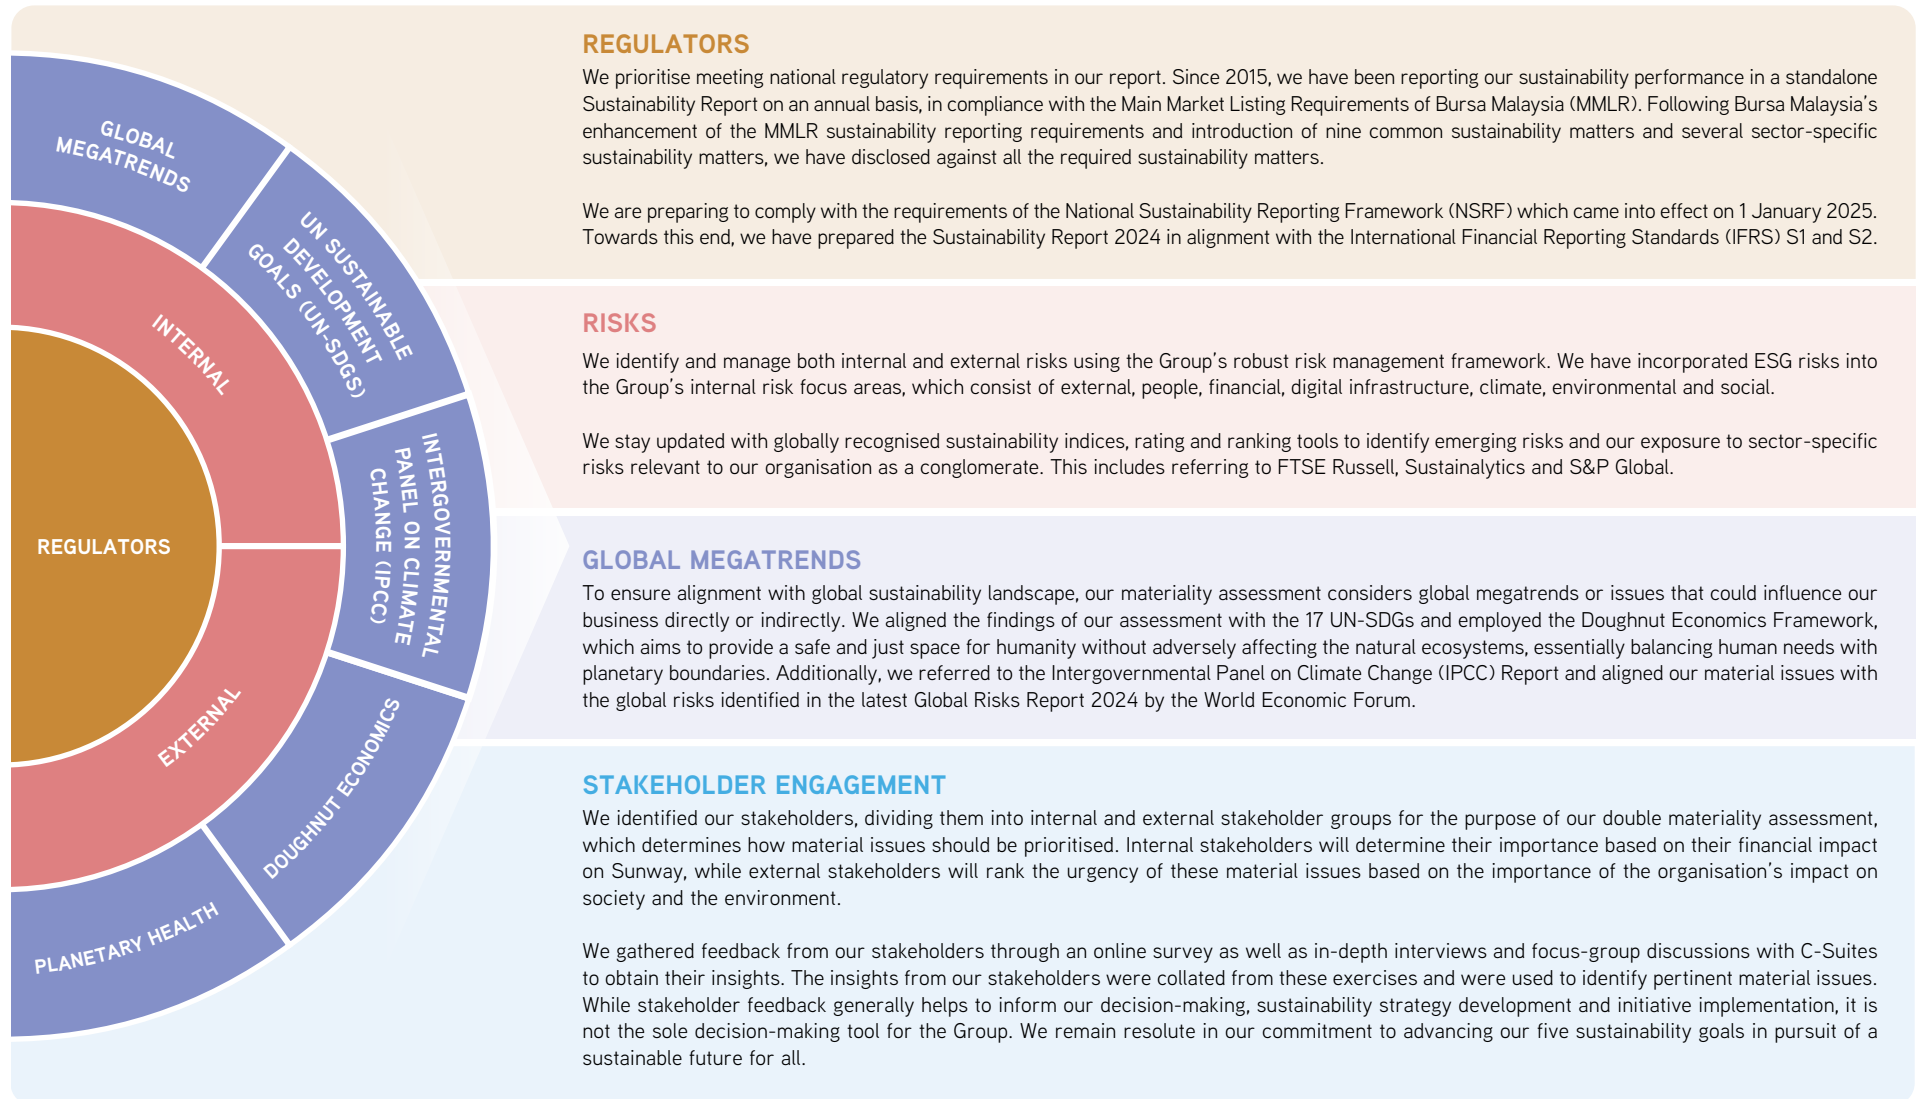 GLOBAL
MEGATRENDS
UN SUSTAINABLE
DEVELOPMENT
GOALS (UN-SDGS)
INTERGOVERNMENTAL
PANEL ON CLIMATE
CHANGE (IPCC)
DOUGHNUT ECONOMICS
PLANETARY HEALTH
INTERNAL
EXTERNAL
REGULATORS
REGULATORS
We prioritise meeting national regulatory requirements in our report. Since 2015, we have been reporting our sustainability performance in a standalone
Sustainability Report on an annual basis, in compliance with the Main Market Listing Requirements of Bursa Malaysia (MMLR). Following Bursa Malaysia's
enhancement of the MMLR sustainability reporting requirements and introduction of nine common sustainability matters and several sector-specific
sustainability matters, we have disclosed against all the required sustainability matters.
We are preparing to comply with the requirements of the National Sustainability Reporting Framework (NSRF) which came into effect on 1 January 2025.
Towards this end, we have prepared the Sustainability Report 2024 in alignment with the International Financial Reporting Standards (IFRS) S1 and S2.
RISKS
We identify and manage both internal and external risks using the Group's robust risk management framework. We have incorporated ESG risks into
the Group's internal risk focus areas, which consist of external, people, financial, digital infrastructure, climate, environmental and social.
We stay updated with globally recognised sustainability indices, rating and ranking tools to identify emerging risks and our exposure to sector-specific
risks relevant to our organisation as a conglomerate. This includes referring to FTSE Russell, Sustainalytics and S&P Global.
GLOBAL MEGATRENDS
To ensure alignment with global sustainability landscape, our materiality assessment considers global megatrends or issues that could influence our
business directly or indirectly. We aligned the findings of our assessment with the 17 UN-SDGs and employed the Doughnut Economics Framework,
which aims to provide a safe and just space for humanity without adversely affecting the natural ecosystems, essentially balancing human needs with
planetary boundaries. Additionally, we referred to the Intergovernmental Panel on Climate Change (IPCC) Report and aligned our material issues with
the global risks identified in the latest Global Risks Report 2024 by the World Economic Forum.
STAKEHOLDER ENGAGEMENT
We identified our stakeholders, dividing them into internal and external stakeholder groups for the purpose of our double materiality assessment,
which determines how material issues should be prioritised. Internal stakeholders will determine their importance based on their financial impact
on Sunway, while external stakeholders will rank the urgency of these material issues based on the importance of the organisation's impact on
society and the environment.
We gathered feedback from our stakeholders through an online survey as well as in-depth interviews and focus-group discussions with C-Suites
to obtain their insights. The insights from our stakeholders were collated from these exercises and were used to identify pertinent material issues.
While stakeholder feedback generally helps to inform our decision-making, sustainability strategy development and initiative implementation, it is
not the sole decision-making tool for the Group. We remain resolute in our commitment to advancing our five sustainability goals in pursuit of a
sustainable future for all.